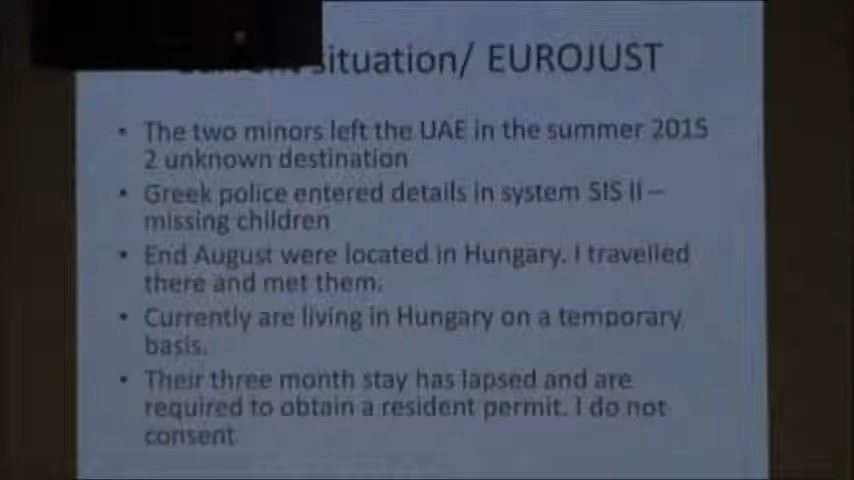 situation/ EUROJUST
• The two minors left the UAE in the summer 2015
2 unknown destination
• Greek police entered details in system SIS II –
missing children
• End August were located in Hungary. I travelled
there and met them.
• Currently are living in Hungary on a temporary
basis.
• Their three month stay has lapsed and are
required to obtain a resident permit. I do not
consent